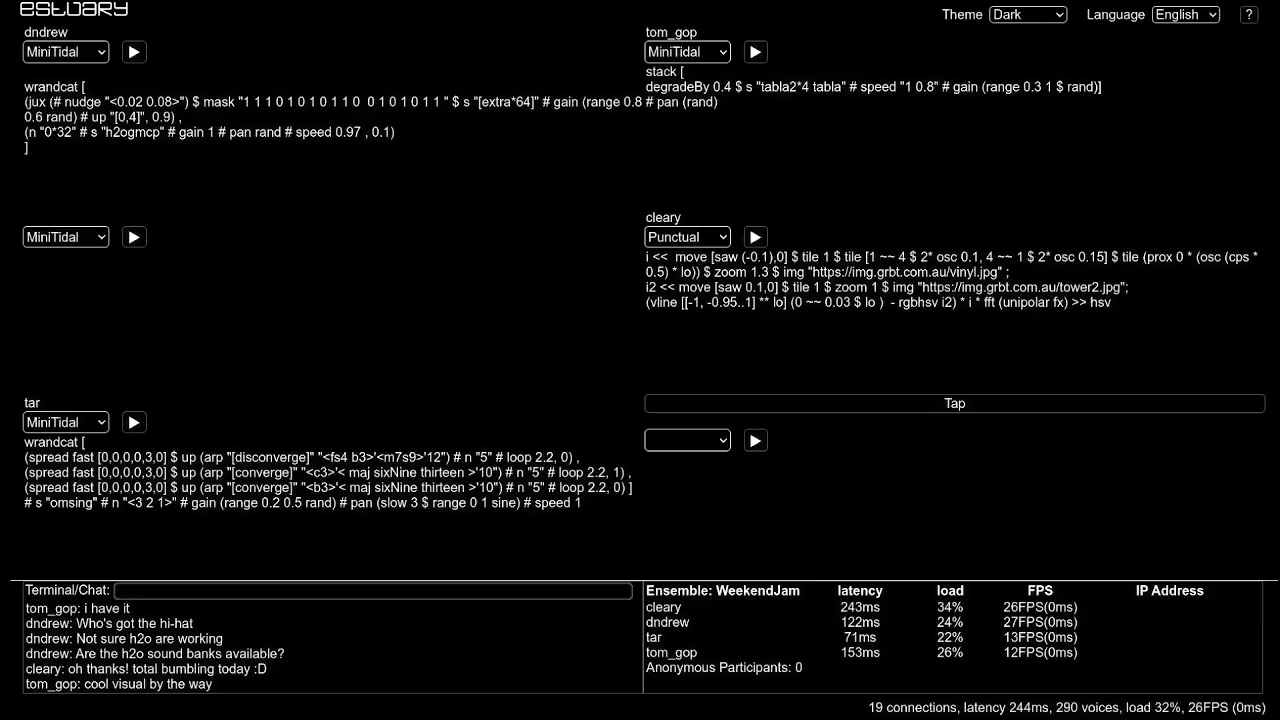 estuary
Theme Dark Language English ?
dndrew
MiniTidal
wrandcat [
(jux (# nudge "<0.02 0.08>") $ mask "1 1 1 0 1 0 1 0 1 1 0  0 1 0 1 0 1 1 " $ s "[extra*64]" # gain (range 0.8
0.6 rand) # up "[0,4]", 0.9) ,
(n "0*32" # s "h2ogmcp" # gain 1 # pan rand # speed 0.97 , 0.1)
]
tom_gop
MiniTidal
stack [
degradeBy 0.4 $ s "tabla2*4 tabla" # speed "1 0.8" # gain (range 0.3 1 $ rand)]
# pan (rand)
MiniTidal
cleary
Punctual
i <<  move [saw (-0.1),0] $ tile 1 $ tile [1 ~~ 4 $ 2* osc 0.1, 4 ~~ 1 $ 2* osc 0.15] $ tile (prox 0 * (osc (cps *
0.5) * lo)) $ zoom 1.3 $ img "https://img.grbt.com.au/vinyl.jpg" ;
i2 << move [saw 0.1,0] $ tile 1 $ zoom 1 $ img "https://img.grbt.com.au/tower2.jpg";
(vline [[-1, -0.95..1] ** lo] (0 ~~ 0.03 $ lo )  - rgbhsv i2) * i * fft (unipolar fx) >> hsv
tar
MiniTidal
wrandcat [
(spread fast [0,0,0,0,3,0] $ up (arp "[disconverge]" "<fs4 b3>'<m7s9>'12") # n "5" # loop 2.2, 0) ,
(spread fast [0,0,0,0,3,0] $ up (arp "[converge]" "<c3>'< maj sixNine thirteen >'10") # n "5" # loop 2.2, 1) ,
(spread fast [0,0,0,0,3,0] $ up (arp "[converge]" "<b3>'< maj sixNine thirteen >'10") # n "5" # loop 2.2, 0) ]
# s "omsing" # n "<3 2 1>" # gain (range 0.2 0.5 rand) # pan (slow 3 $ range 0 1 sine) # speed 1
Tap
Terminal/Chat:
tom_gop: i have it
dndrew: Who's got the hi-hat
dndrew: Not sure h2o are working
dndrew: Are the h2o sound banks available?
cleary: oh thanks! total bumbling today :D
tom_gop: cool visual by the way
Ensemble: WeekendJam latency load FPS IP Address
cleary 243ms 34% 26FPS(0ms)
dndrew 122ms 24% 27FPS(0ms)
tar 71ms 22% 13FPS(0ms)
tom_gop 153ms 26% 12FPS(0ms)
Anonymous Participants: 0
19 connections, latency 244ms, 290 voices, load 32%, 26FPS (0ms)